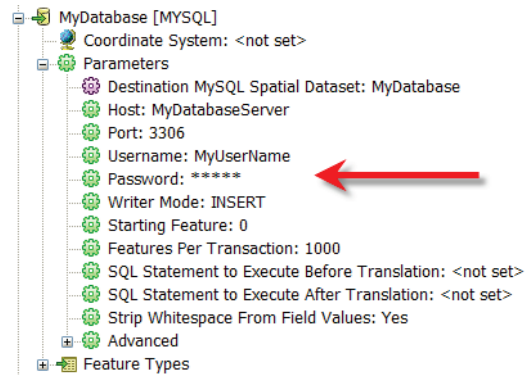 MyDatabase [MYSQL]
Coordinate System: <not set>
Parameters
Destination MySQL Spatial Dataset: MyDatabase
Host: MyDatabaseServer
Port: 3306
Username: MyUserName
Password: *****
Writer Mode: INSERT
Starting Feature: 0
Features Per Transaction: 1000
SQL Statement to Execute Before Translation: <not set>
SQL Statement to Execute After Translation: <not set>
Strip Whitespace From Field Values: Yes
Advanced
Feature Types